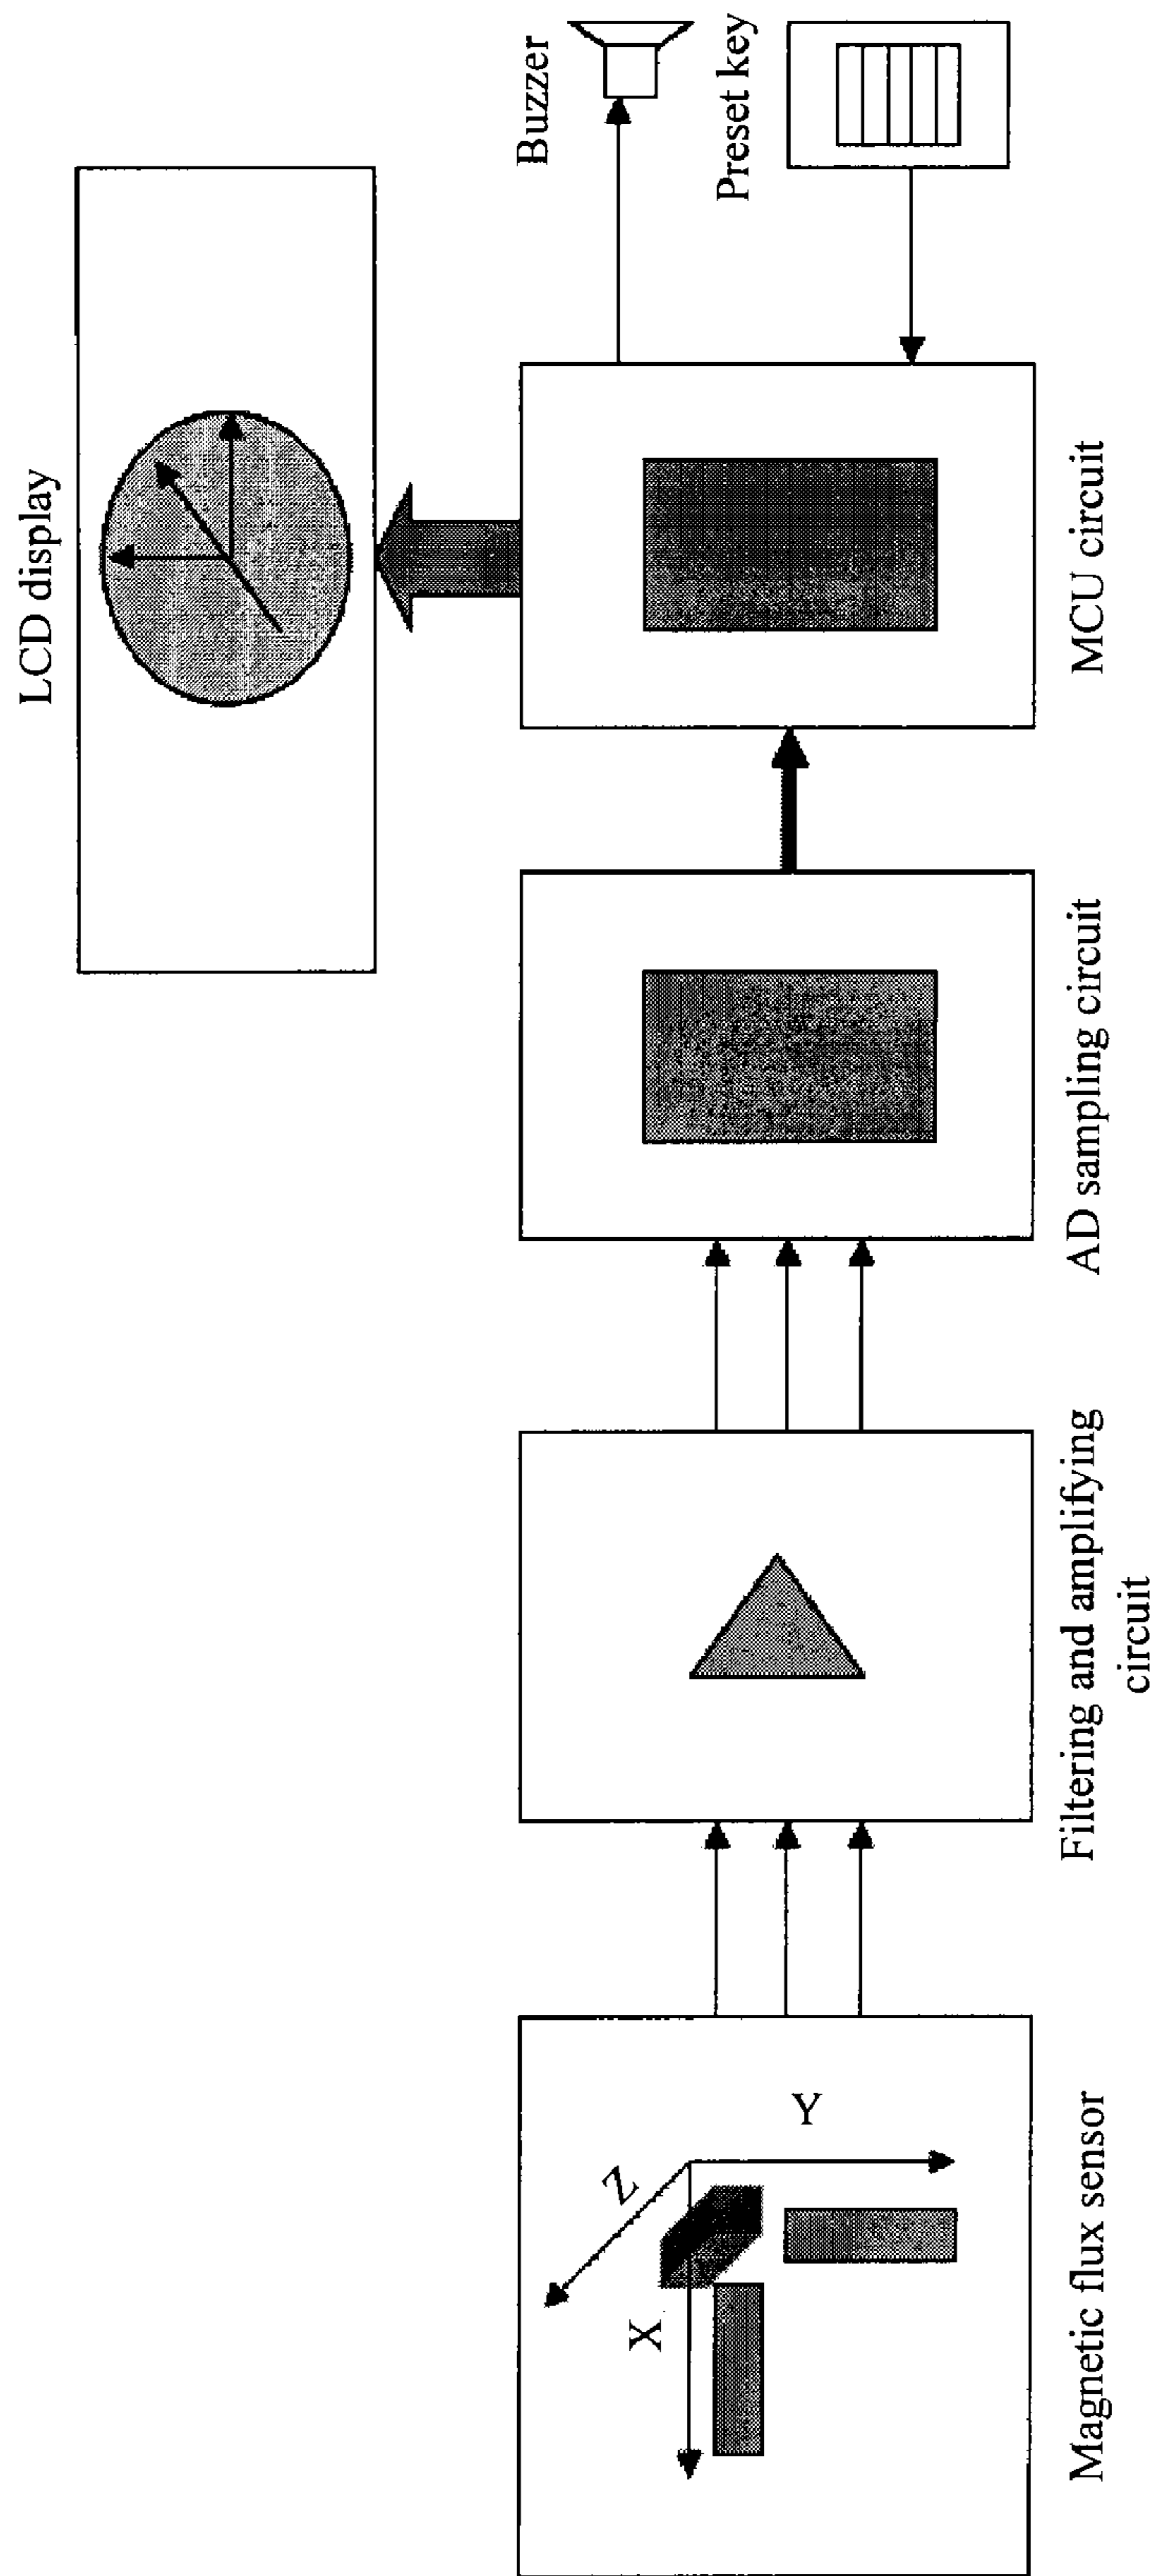 LCD display
Buzzer
Preset key
MCU circuit
AD sampling circuit
Filtering and amplifying
circuit
Z
Y
X
Magnetic flux sensor